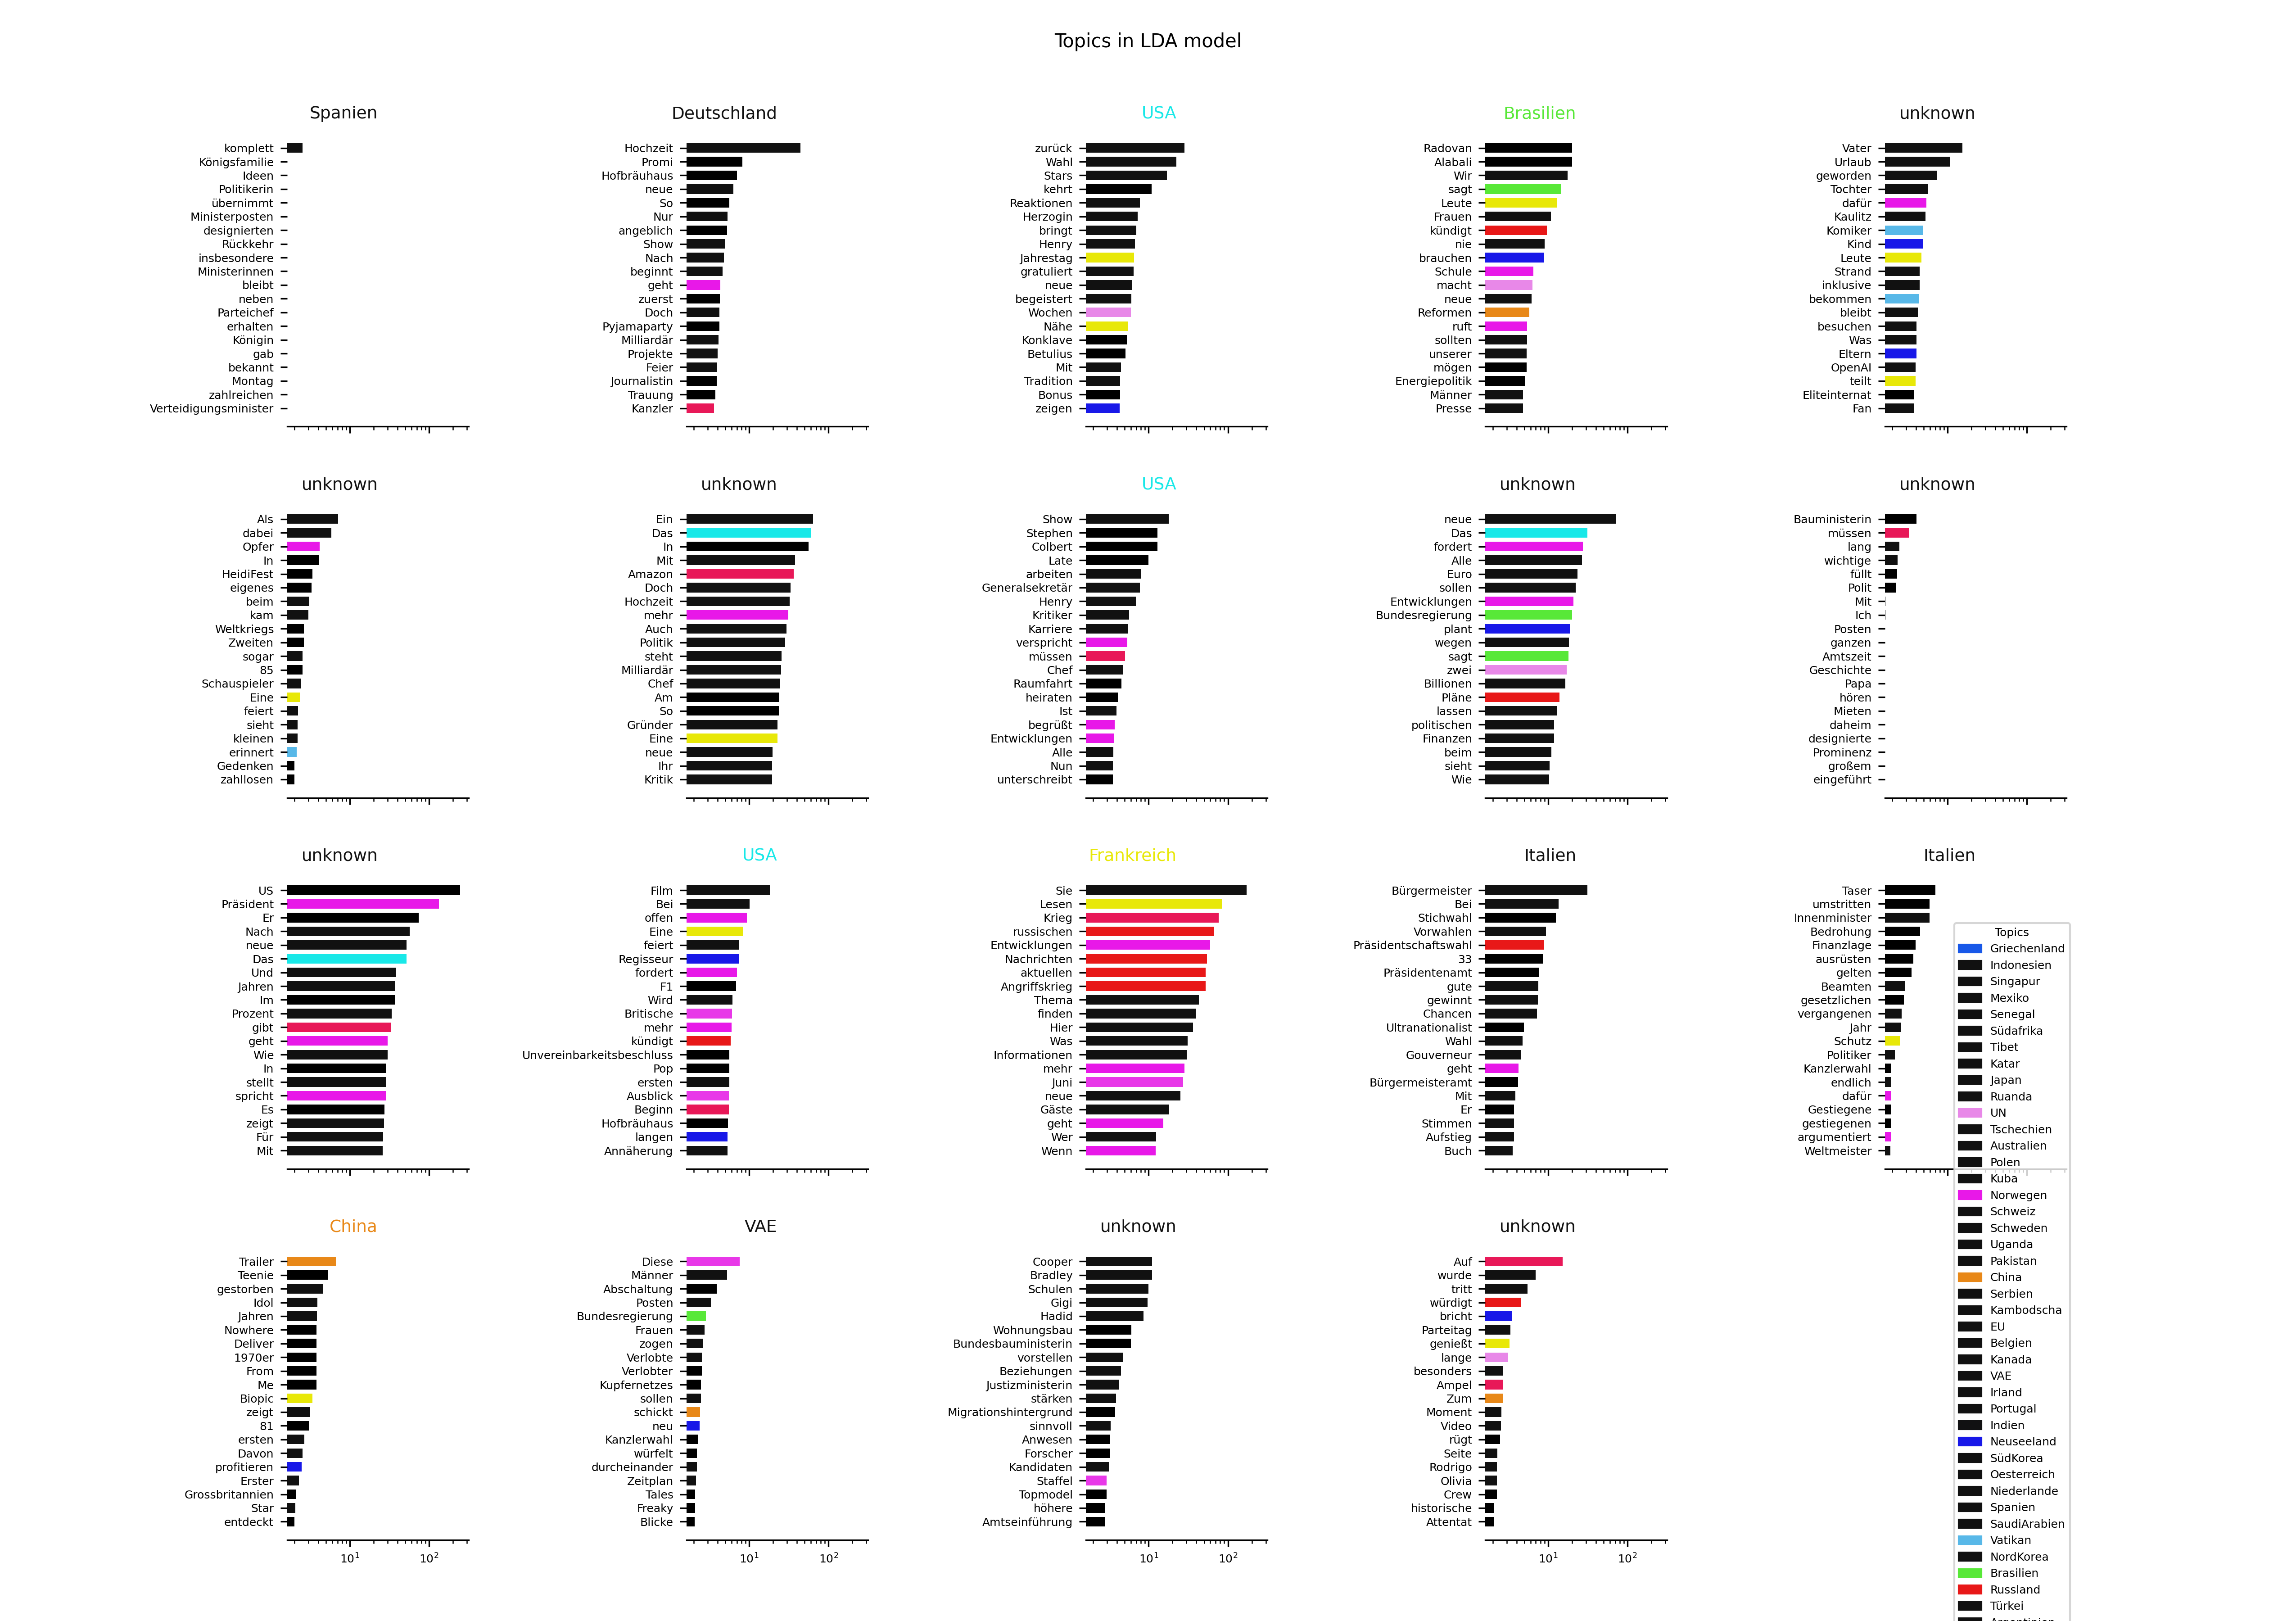 Topics in LDA model
Spanien
komplett
Königsfamilie
Ideen
Politikerin
übernimmt
Ministerposten
designierten
Rückkehr
insbesondere
Ministerinnen
bleibt
neben
Parteichef
erhalten
Königin
gab
bekannt
Montag
zahlreichen
Verteidigungsminister
Deutschland
Hochzeit
Promi
Hofbräuhaus
neue
So
Nur
angeblich
Show
Nach
beginnt
geht
zuerst
Doch
Pyjamaparty
Milliardär
Projekte
Feier
Journalistin
Trauung
Kanzler
USA
zurück
Wahl
Stars
kehrt
Reaktionen
Herzogin
bringt
Henry
Jahrestag
gratuliert
neue
begeistert
Wochen
Nähe
Konklave
Betulius
Mit
Tradition
Bonus
zeigen
Brasilien
Radovan
Alabali
Wir
sagt
Leute
Frauen
kündigt
nie
brauchen
Schule
macht
neue
Reformen
ruft
sollten
unserer
mögen
Energiepolitik
Männer
Presse
unknown
Vater
Urlaub
geworden
Tochter
dafür
Kaulitz
Komiker
Kind
Leute
Strand
inklusive
bekommen
bleibt
besuchen
Was
Eltern
OpenAI
teilt
Eliteinternat
Fan
unknown
Als
dabei
Opfer
In
HeidiFest
eigenes
beim
kam
Weltkriegs
Zweiten
sogar
85
Schauspieler
Eine
feiert
sieht
kleinen
erinnert
Gedenken
zahllosen
unknown
Ein
Das
In
Mit
Amazon
Doch
Hochzeit
mehr
Auch
Politik
steht
Milliardär
Chef
Am
So
Gründer
Eine
neue
Ihr
Kritik
USA
Show
Stephen
Colbert
Late
arbeiten
Generalsekretär
Henry
Kritiker
Karriere
verspricht
müssen
Chef
Raumfahrt
heiraten
Ist
begrüßt
Entwicklungen
Alle
Nun
unterschreibt
unknown
neue
Das
fordert
Alle
Euro
sollen
Entwicklungen
Bundesregierung
plant
wegen
sagt
zwei
Billionen
Pläne
lassen
politischen
Finanzen
beim
sieht
Wie
unknown
Bauministerin
müssen
lang
wichtige
füllt
Polit
Mit
Ich
Posten
ganzen
Amtszeit
Geschichte
Papa
hören
Mieten
daheim
designierte
Prominenz
großem
eingeführt
unknown
US
Präsident
Er
Nach
neue
Das
Und
Jahren
Im
Prozent
gibt
geht
Wie
In
stellt
spricht
Es
zeigt
Für
Mit
USA
Film
Bei
offen
Eine
feiert
Regisseur
fordert
F1
Wird
Britische
mehr
kündigt
Unvereinbarkeitsbeschluss
Pop
ersten
Ausblick
Beginn
Hofbräuhaus
langen
Annäherung
Frankreich
Sie
Lesen
Krieg
russischen
Entwicklungen
Nachrichten
aktuellen
Angriffskrieg
Thema
finden
Hier
Was
Informationen
mehr
Juni
neue
Gäste
geht
Wer
Wenn
Italien
Bürgermeister
Bei
Stichwahl
Vorwahlen
Präsidentschaftswahl
33
Präsidentenamt
gute
gewinnt
Chancen
Ultranationalist
Wahl
Gouverneur
geht
Bürgermeisteramt
Mit
Er
Stimmen
Aufstieg
Buch
Italien
Taser
umstritten
Innenminister
Bedrohung
Finanzlage
ausrüsten
gelten
Beamten
gesetzlichen
vergangenen
Jahr
Schutz
Politiker
Kanzlerwahl
endlich
dafür
Gestiegene
gestiegenen
argumentiert
Weltmeister
China
Trailer
Teenie
gestorben
Idol
Jahren
Nowhere
Deliver
1970er
From
Me
Biopic
zeigt
81
ersten
Davon
profitieren
Erster
Grossbritannien
Star
entdeckt
10¹ 10²
VAE
Diese
Männer
Abschaltung
Posten
Bundesregierung
Frauen
zogen
Verlobte
Verlobter
Kupfernetzes
sollen
schickt
neu
Kanzlerwahl
würfelt
durcheinander
Zeitplan
Tales
Freaky
Blicke
10¹ 10²
unknown
Cooper
Bradley
Schulen
Gigi
Hadid
Wohnungsbau
Bundesbauministerin
vorstellen
Beziehungen
Justizministerin
stärken
Migrationshintergrund
sinnvoll
Anwesen
Forscher
Kandidaten
Staffel
Topmodel
höhere
Amtseinführung
10¹ 10²
unknown
Auf
wurde
tritt
würdigt
bricht
Parteitag
genießt
lange
besonders
Ampel
Zum
Moment
Video
rügt
Seite
Rodrigo
Olivia
Crew
historische
Attentat
10¹ 10²
Topics
Griechenland
Indonesien
Singapur
Mexiko
Senegal
Südafrika
Tibet
Katar
Japan
Ruanda
UN
Tschechien
Australien
Polen
Kuba
Norwegen
Schweiz
Schweden
Uganda
Pakistan
China
Serbien
Kambodscha
EU
Belgien
Kanada
VAE
Irland
Portugal
Indien
Neuseeland
SüdKorea
Oesterreich
Niederlande
Spanien
SaudiArabien
Vatikan
NordKorea
Brasilien
Russland
Türkei